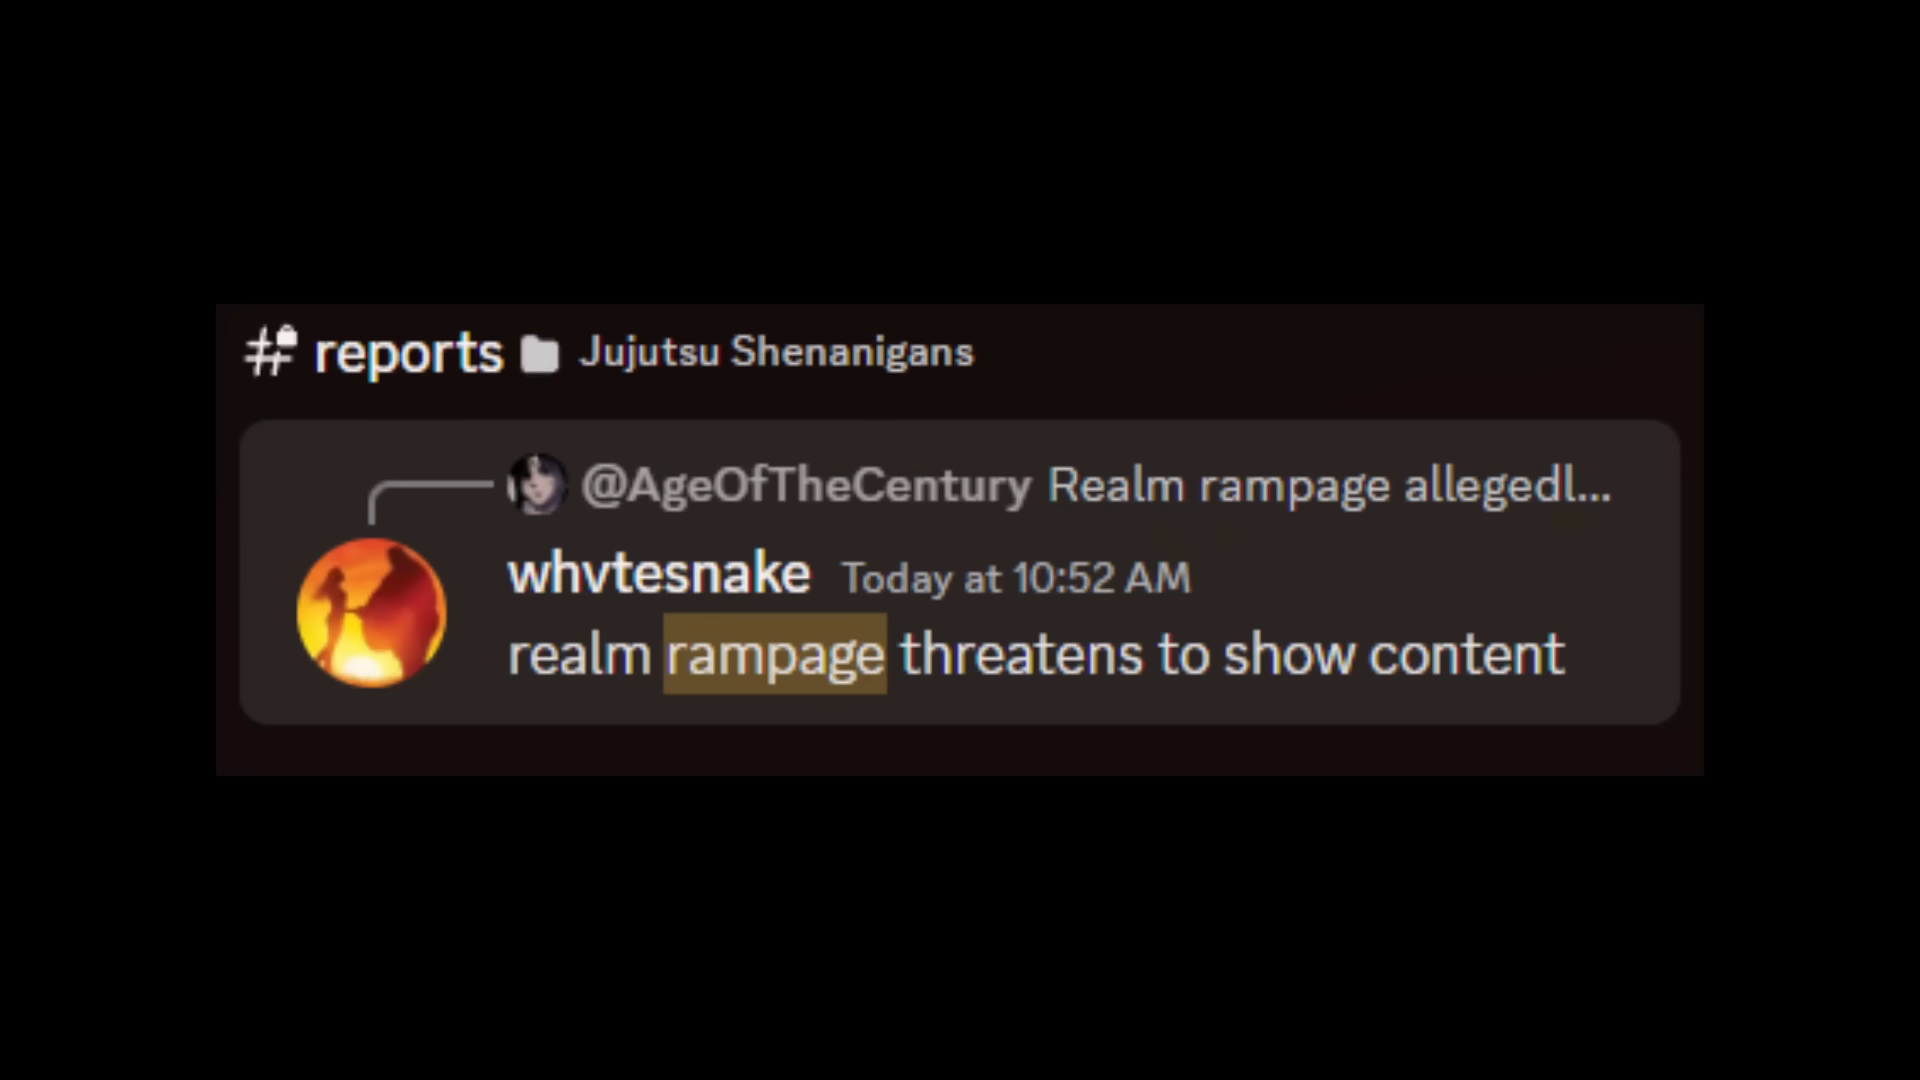 reports Jujutsu Shenanigans
@AgeOfTheCentury Realm rampage allegedl...
whvtesnake Today at 10:52 AM
realm rampage threatens to show content